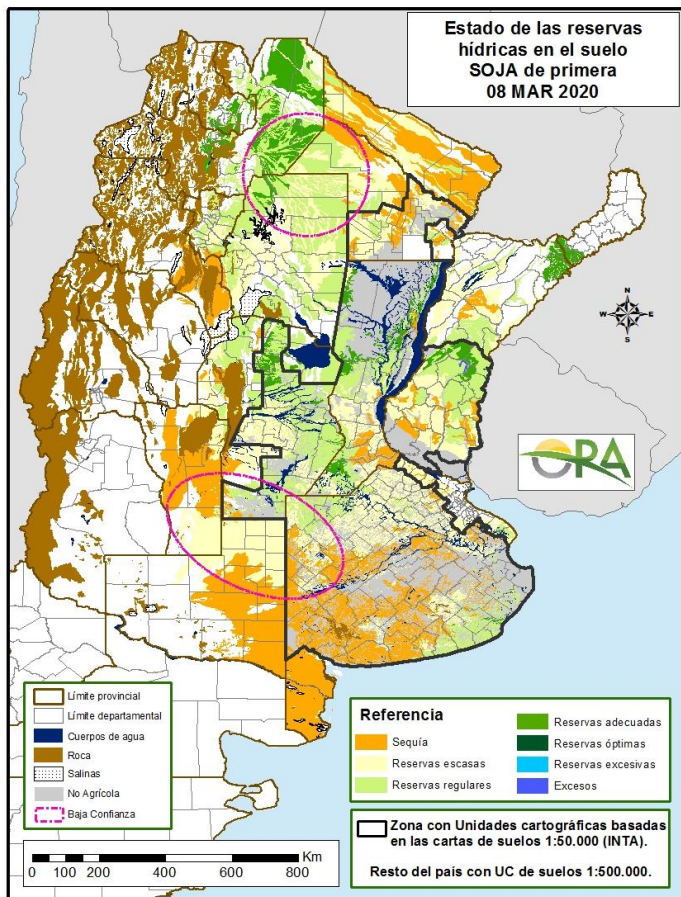 Estado de las reservas
hídricas en el suelo
SOJA de primera
08 MAR 2020
N
W
E
S
ORA
Límite provincial
Límite departamental
Cuerpos de agua
Roca
Salinas
No Agrícola
Baja Confianza
Referencia
Sequía
Reservas escasas
Reservas regulares
Reservas adecuadas
Reservas óptimas
Reservas excesivas
Excesos
Zona con Unidades cartográficas basadas
en las cartas de suelos 1:50.000 (INTA).
Resto del país con UC de suelos 1:500.000.
Km
0 100 200 400 600 800